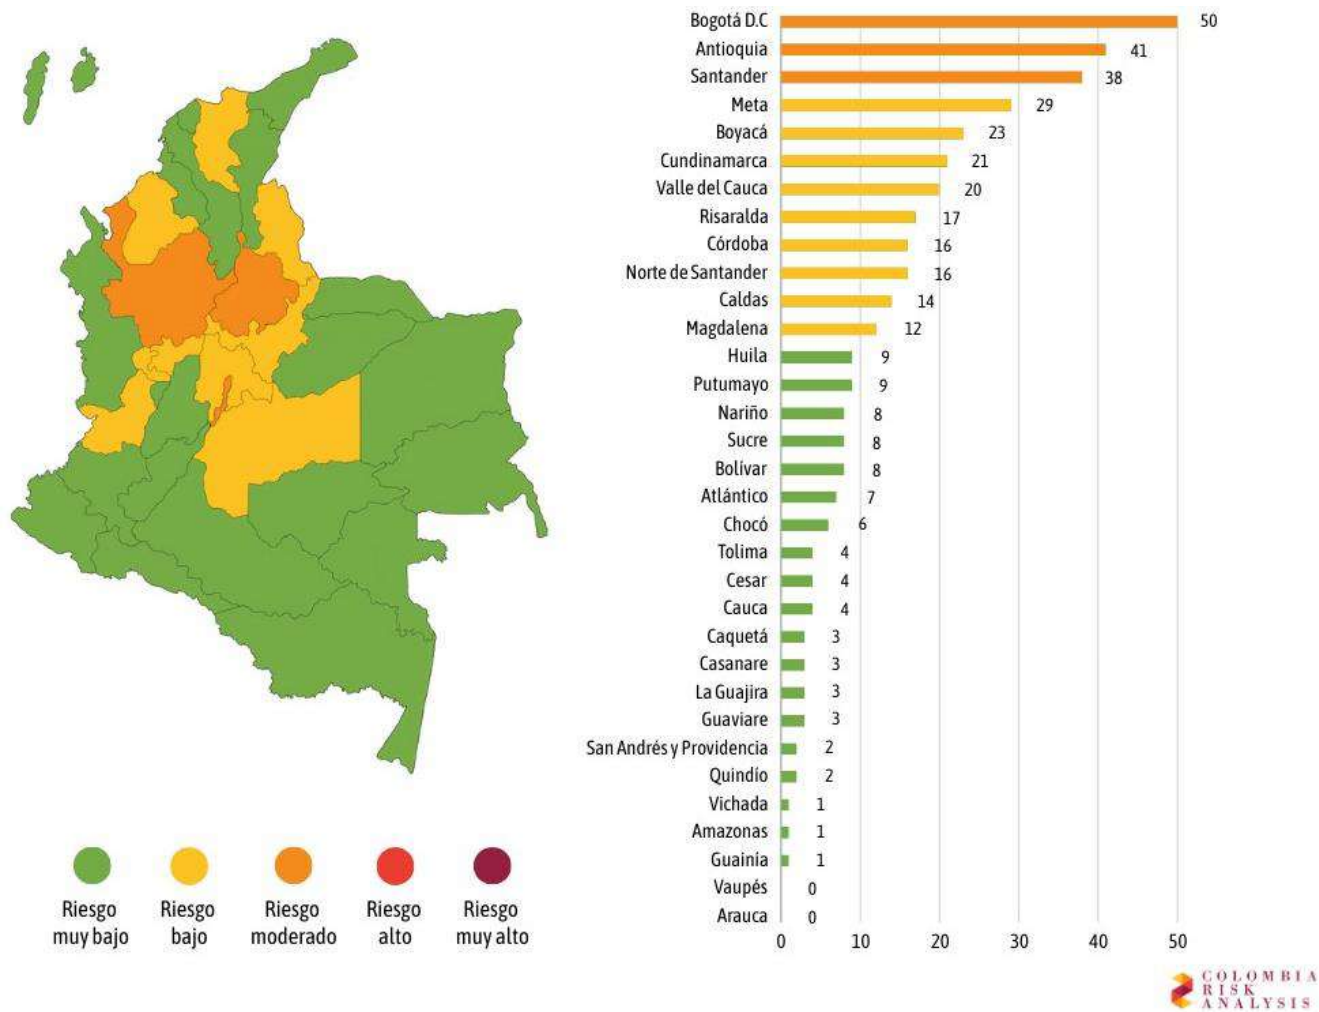 Bogotá D.C 50
Antioquia 41
Santander 38
Meta 29
Boyacá 23
Cundinamarca 21
Valle del Cauca 20
Risaralda 17
Córdoba 16
Norte de Santander 16
Caldas 14
Magdalena 12
Huila 9
Putumayo 9
Nariño 8
Sucre 8
Bolívar 8
Atlántico 7
Chocó 6
Tolima 4
Cesar 4
Cauca 4
Caquetá 3
Casanare 3
La Guajira 3
Guaviare 3
San Andrés y Providencia 2
Quindío 2
Vichada 1
Amazonas 1
Guainía 1
Vaupés 0
Arauca 0
0 10 20 30 40 50
Riesgo
muy bajo
Riesgo
bajo
Riesgo
moderado
Riesgo
alto
Riesgo
muy alto
COLOMBIA
RISK
ANALYSIS